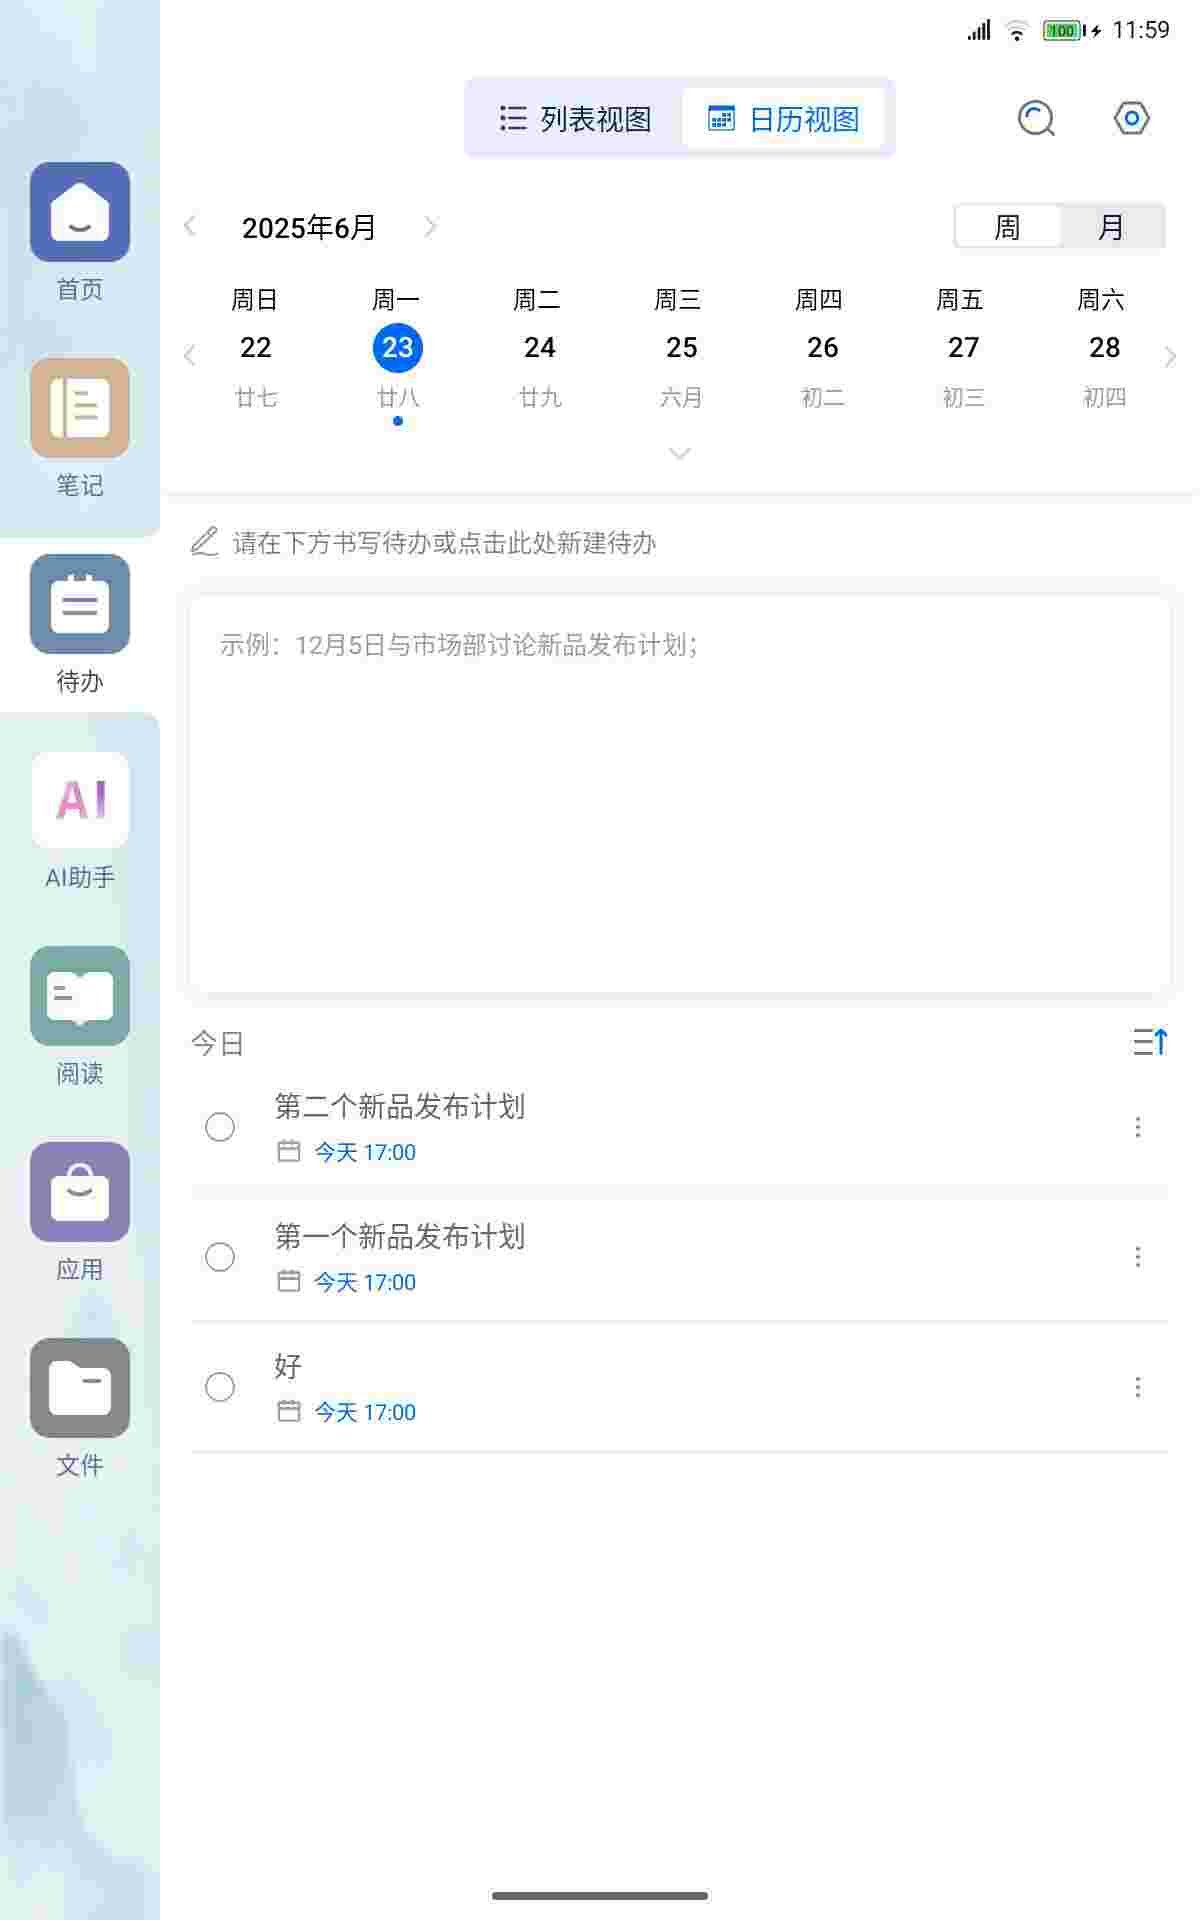 100 11:59
列表视图 日历视图
首页
笔记
待办
AI
AI助手
阅读
应用
文件
2025年6月 周 月
周日 周一 周二 周三 周四 周五 周六
22 23 24 25 26 27 28
廿七 廿八 廿九 六月 初二 初三 初四
请在下方书写待办或点击此处新建待办
示例：12月5日与市场部讨论新品发布计划；
今日
第二个新品发布计划
今天 17:00
第一个新品发布计划
今天 17:00
好
今天 17:00